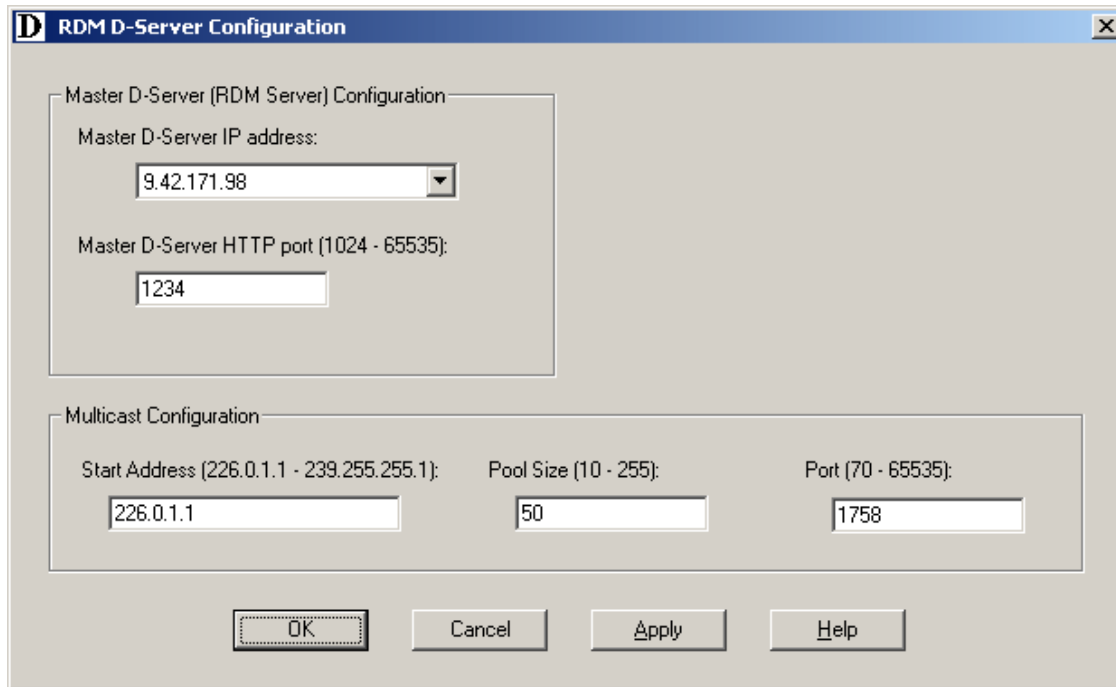 D RDM D-Server Configuration
Master D-Server (RDM Server) Configuration
Master D-Server IP address:
9.42.171.98
Master D-Server HTTP port (1024 - 65535):
1234
Multicast Configuration
Start Address (226.0.1.1 - 239.255.255.1): Pool Size (10 - 255): Port (70 - 65535):
226.0.1.1 50 1758
OK Cancel Apply Help